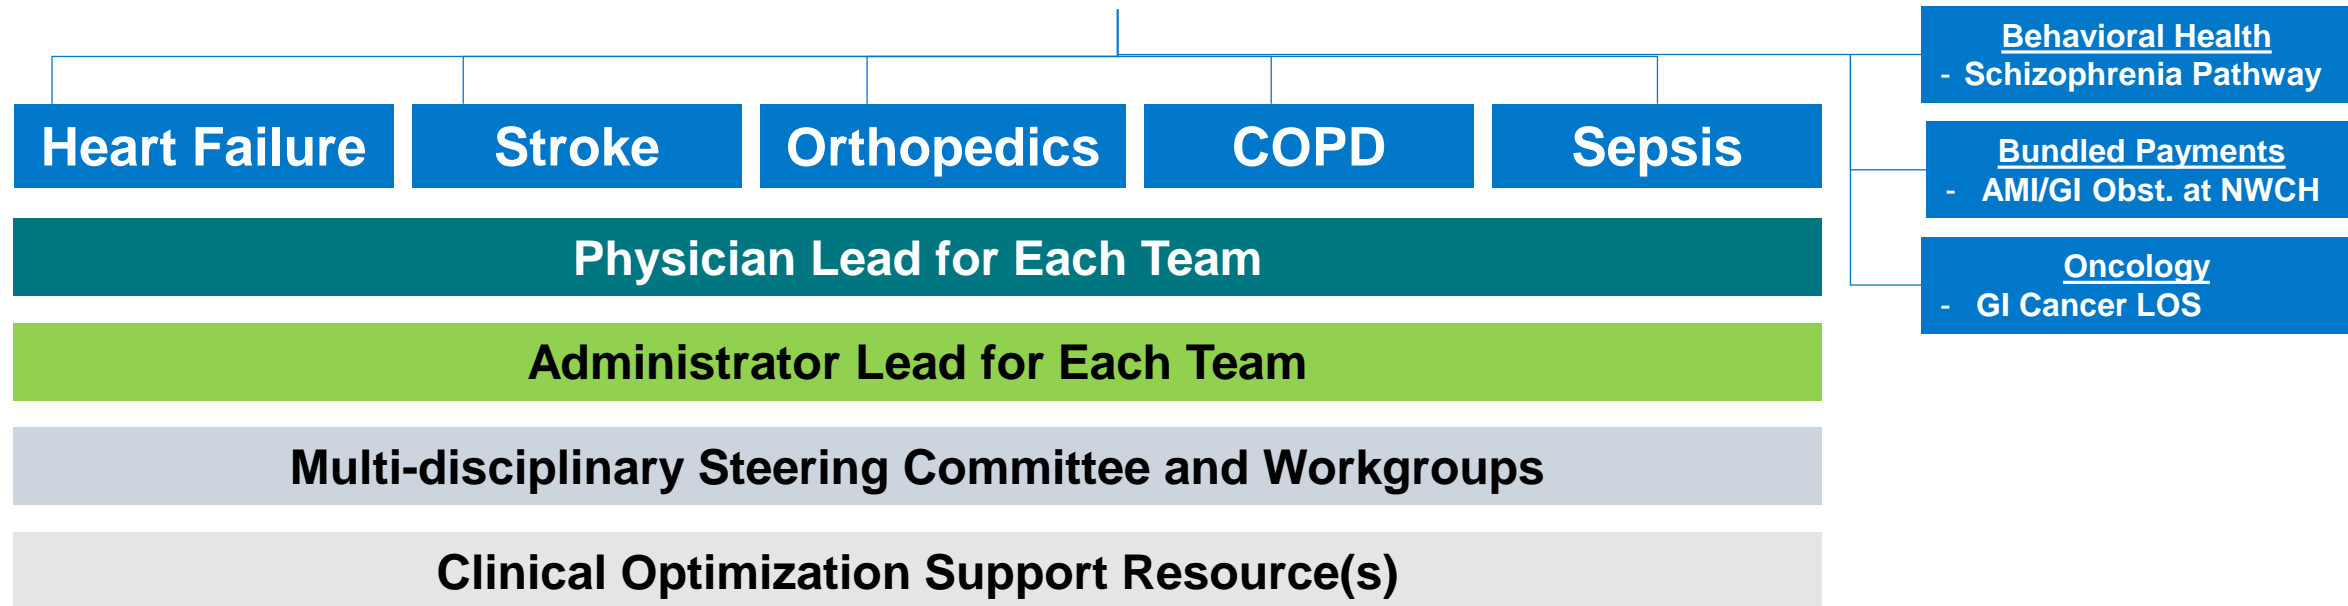 Behavioral Health
- Schizophrenia Pathway
Heart Failure
Stroke
Orthopedics
COPD
Sepsis
Bundled Payments
- AMI/GI Obst. at NWCH
Physician Lead for Each Team
Oncology
- GI Cancer LOS
Administrator Lead for Each Team
Multi-disciplinary Steering Committee and Workgroups
Clinical Optimization Support Resource(s)